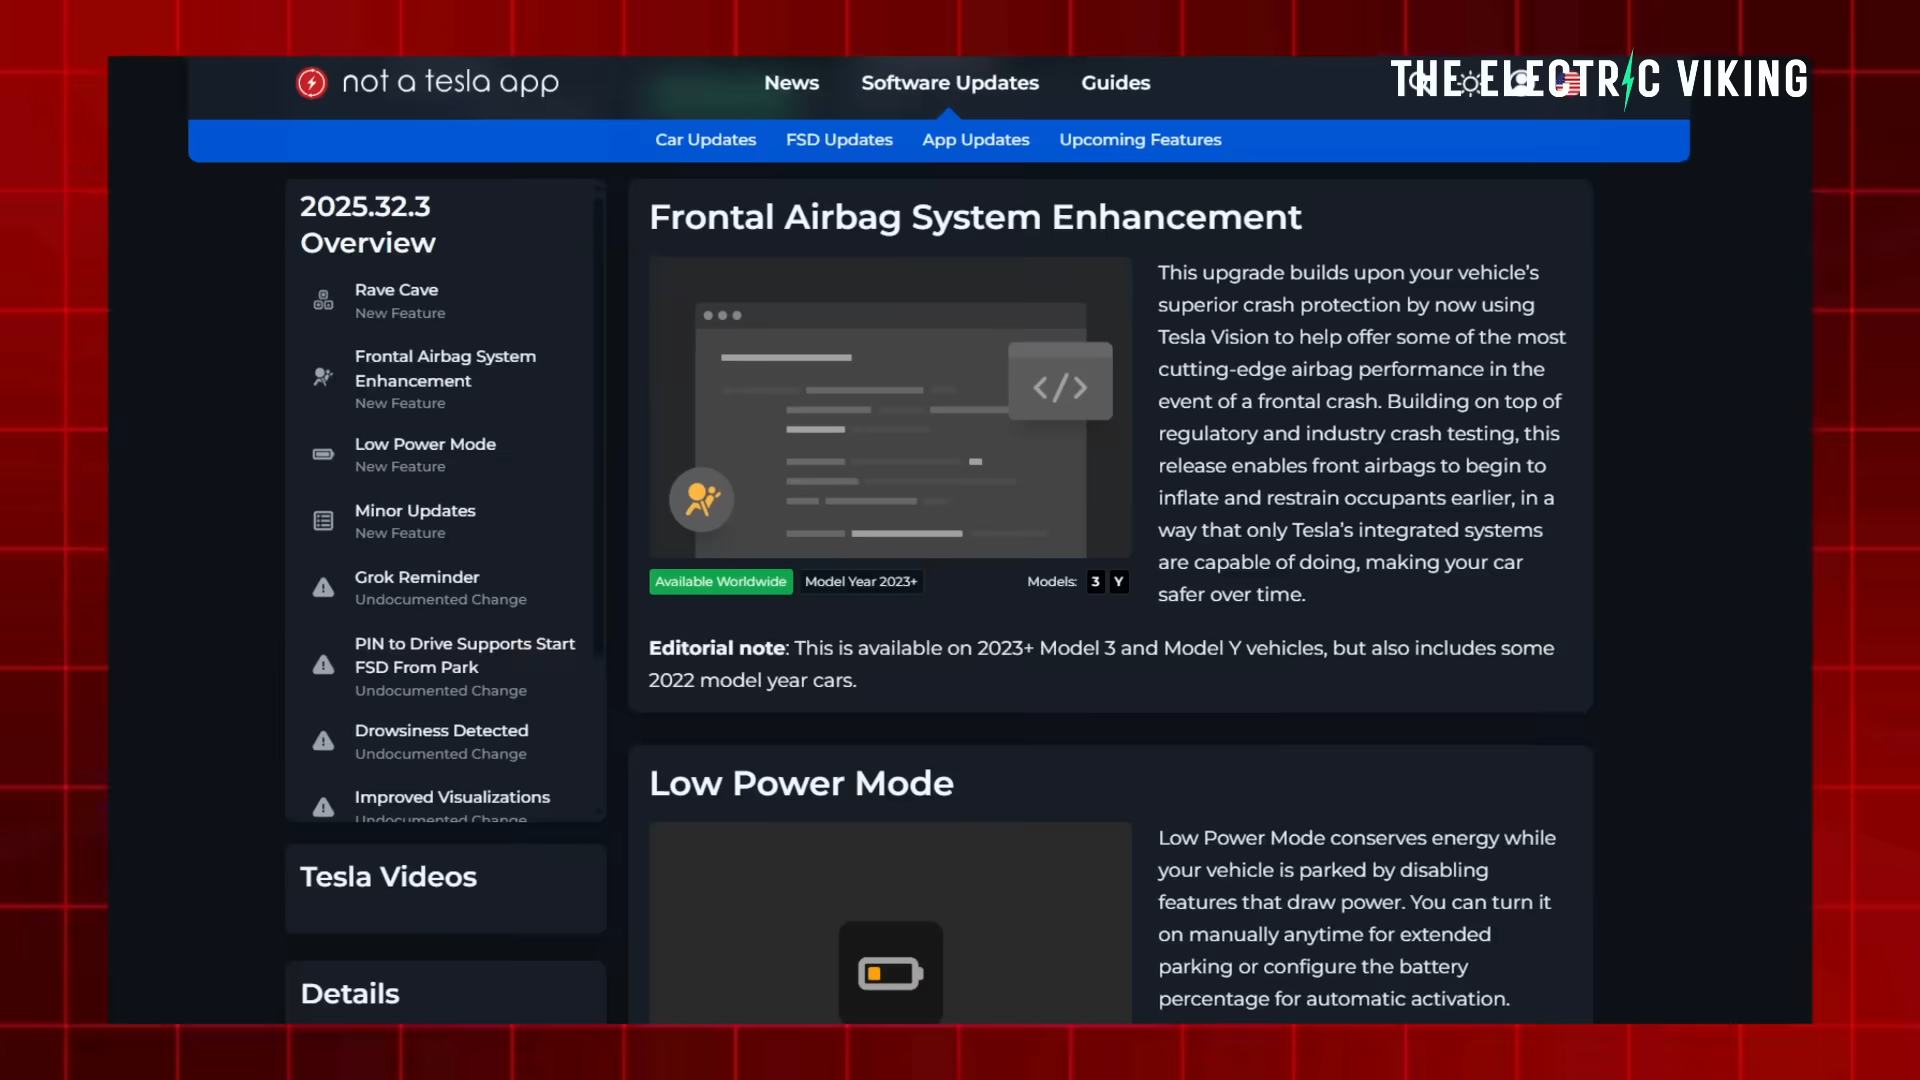 not a tesla app
News
Software Updates
Guides
THE ELECTRIC VIKING
Car Updates
FSD Updates
App Updates
Upcoming Features
2025.32.3
Overview
Rave Cave
New Feature
Frontal Airbag System
Enhancement
New Feature
Low Power Mode
New Feature
Minor Updates
New Feature
Grok Reminder
Undocumented Change
PIN to Drive Supports Start
FSD From Park
Undocumented Change
Drowsiness Detected
Undocumented Change
Improved Visualizations
Undocumented Change
Tesla Videos
Details
Frontal Airbag System Enhancement
</>
Available Worldwide
Model Year 2023+
Models: 3 Y
This upgrade builds upon your vehicle's
superior crash protection by now using
Tesla Vision to help offer some of the most
cutting-edge airbag performance in the
event of a frontal crash. Building on top of
regulatory and industry crash testing, this
release enables front airbags to begin to
inflate and restrain occupants earlier, in a
way that only Tesla's integrated systems
are capable of doing, making your car
safer over time.
Editorial note: This is available on 2023+ Model 3 and Model Y vehicles, but also includes some
2022 model year cars.
Low Power Mode
Low Power Mode conserves energy while
your vehicle is parked by disabling
features that draw power. You can turn it
on manually anytime for extended
parking or configure the battery
percentage for automatic activation.